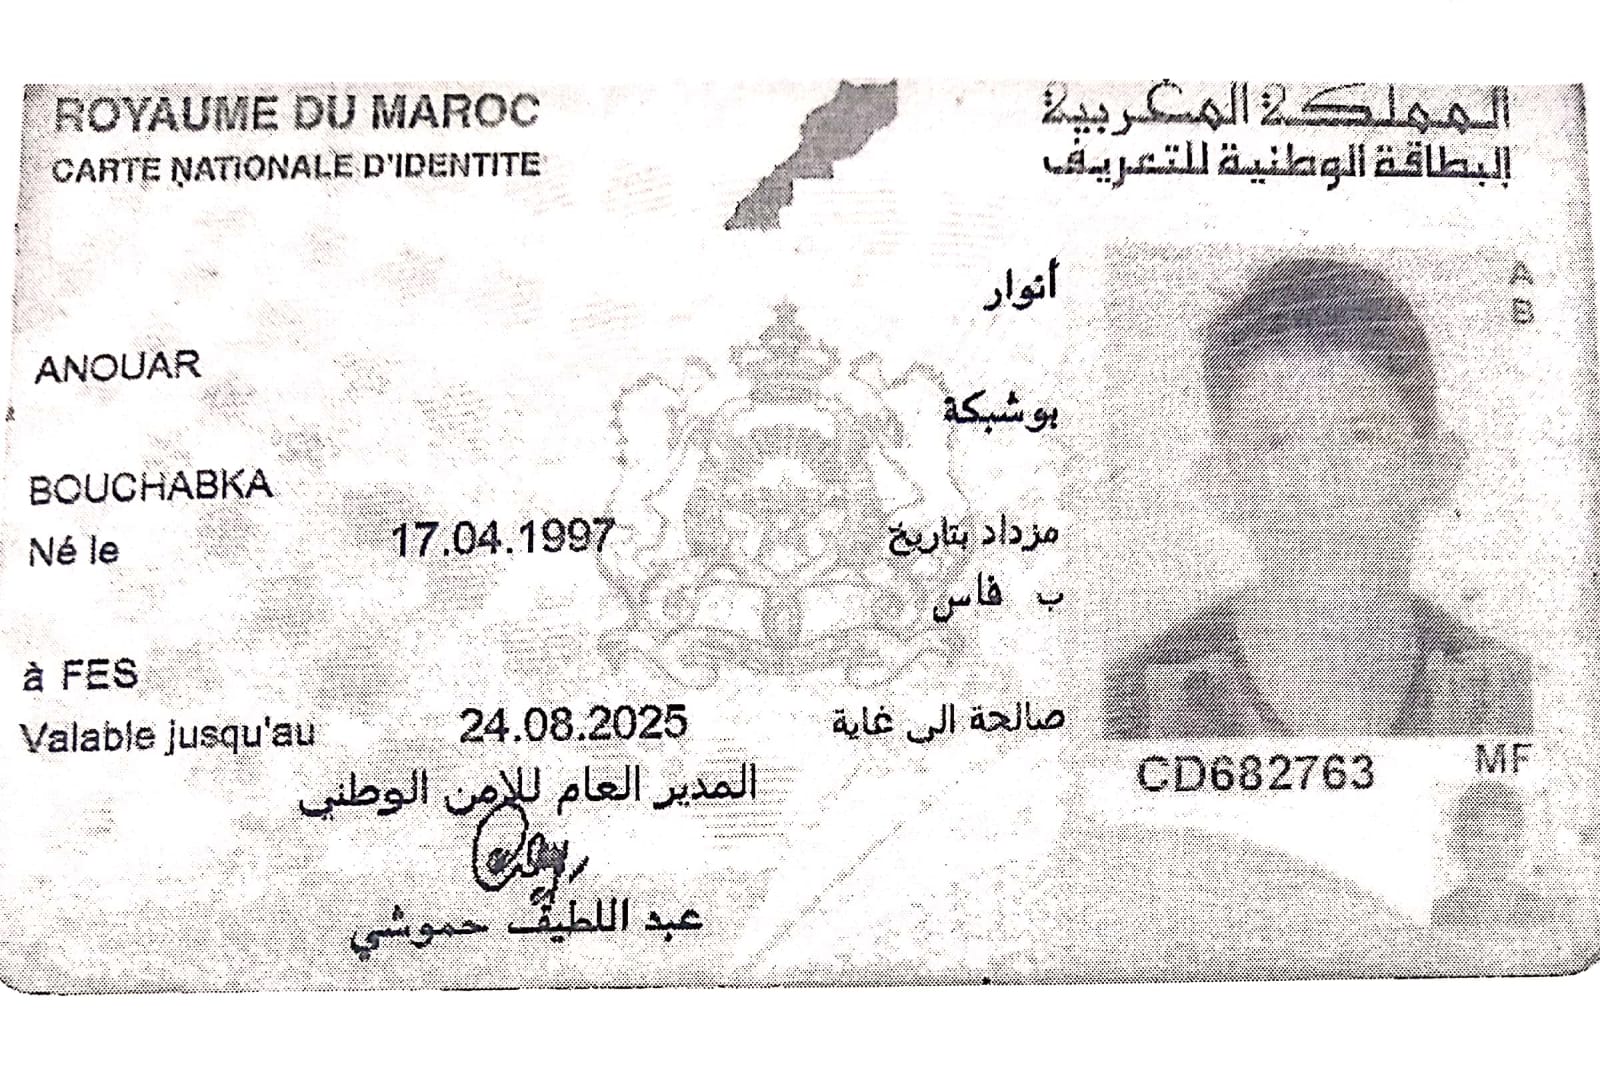 ROYAUME DU MAROC
المملكة المغربية
CARTE NATIONALE D'IDENTITE
البطاقة الوطنية للتعريف
أنوار
ANOUAR
بوشبكة
BOUCHABKA
Né le 17.04.1997 مزداد بتاريخ
ب فاس
à FES
Valable jusqu'au 24.08.2025 صالحة الى غاية
المدير العام للامن الوطني
عبد اللطيف حموشي
A
B
CD682763
MF